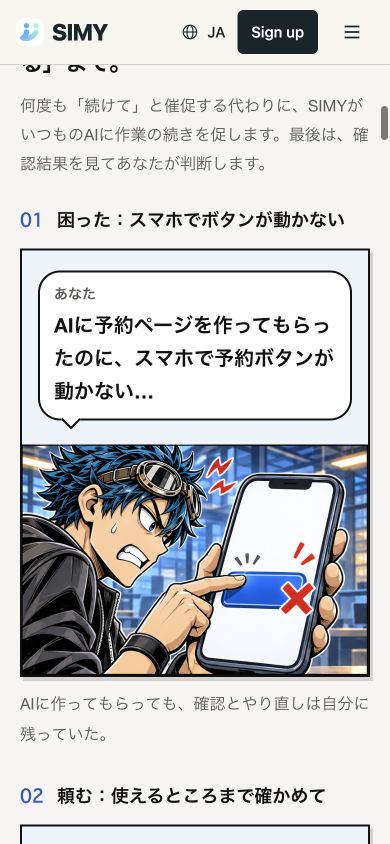 SIMY
JA
Sign up
る」まで。
何度も「続けて」と催促する代わりに、SIMYが
いつものAIに作業の続きを促します。最後は、確
認結果を見てあなたが判断します。
01 困った：スマホでボタンが動かない
あなた
AIに予約ページを作ってもらっ
たのに、スマホで予約ボタンが
動かない…
AIに作ってもらっても、確認とやり直しは自分に
残っていた。
02 頼む：使えるところまで確かめて